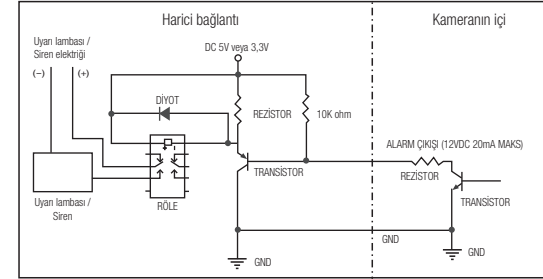 Harici bağlantı
Kameranın içi
Uyarı lambası /
Siren elektriği
(−)
(+)
DC 5V veya 3,3V
DİYOT
REZİSTOR
10K ohm
ALARM ÇIKIŞI (12VDC 20mA MAKS)
TRANSİSTOR
REZİSTOR
TRANSİSTOR
Uyarı lambası /
Siren
RÖLE
GND
GND
GND